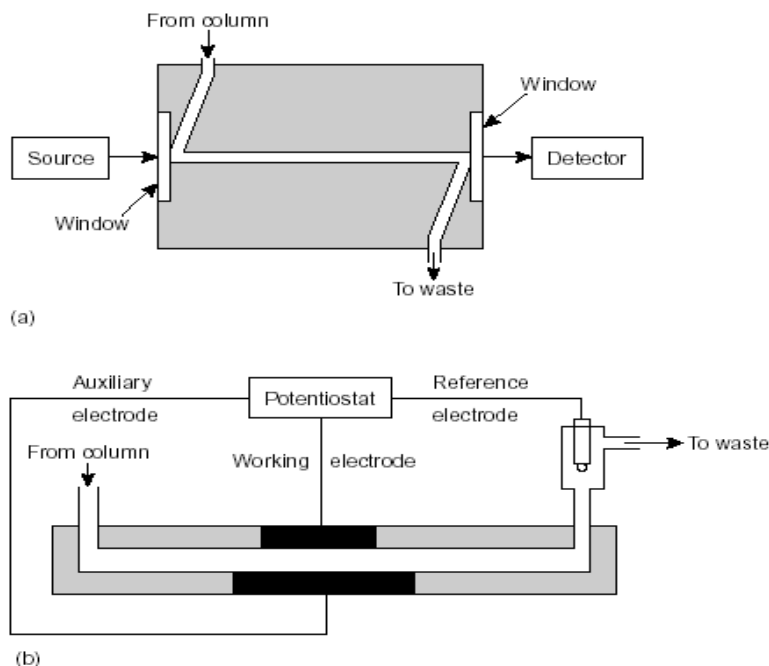 From column
Window
Source
Detector
Window
To waste
(a)
Auxiliary
electrode
Potentiostat
Reference
electrode
From column
Working electrode
To waste
(b)